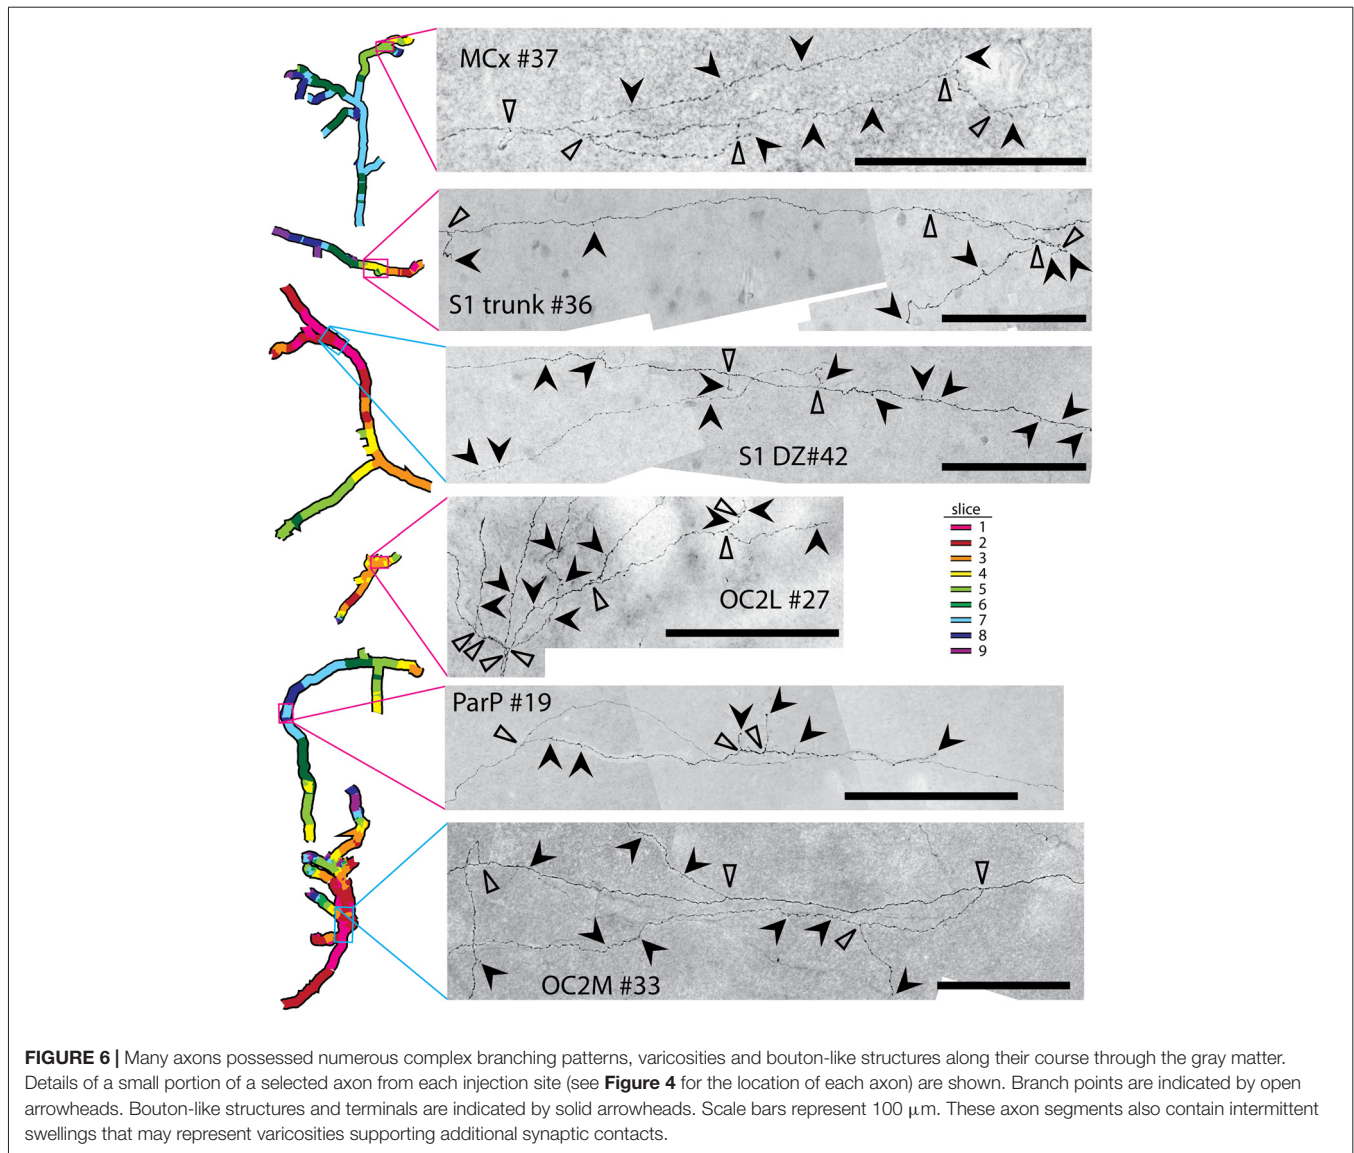 MCx #37
S1 trunk #36
S1 DZ#42
slice
1
2
3
4
5
6
7
8
9
OC2L #27
ParP #19
OC2M #33
FIGURE 6 | Many axons possessed numerous complex branching patterns, varicosities and bouton-like structures along their course through the gray matter.
Details of a small portion of a selected axon from each injection site (see Figure 4 for the location of each axon) are shown. Branch points are indicated by open
arrowheads. Bouton-like structures and terminals are indicated by solid arrowheads. Scale bars represent 100 μm. These axon segments also contain intermittent
swellings that may represent varicosities supporting additional synaptic contacts.